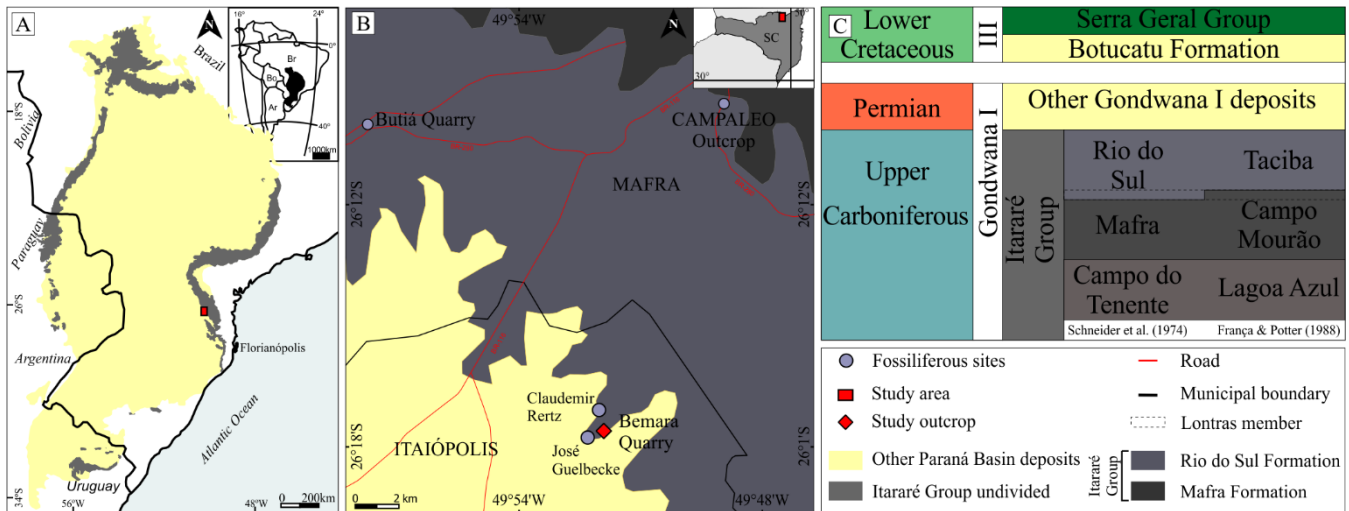 A
N
16°
24°
0°
40°
Br
Bo
Ar
1000km
Brazil
Bolivia
18°S
Paraguay
26°S
Argentina
Florianópolis
Atlantic Ocean
Uruguay
34°S
56°W
48°W
0 200km
B
49°54'W
N
50°
SC
30°
Butiá Quarry
CAMPALEO
Outcrop
MAFRA
26°12'S
26°12'S
Claudemir
Rertz
Bemara
Quarry
José
Guelbecke
ITAIÓPOLIS
26°18'S
26°1'S
49°54'W
49°48'W
0 2 km
C
Lower
Cretaceous
III
Serra Geral Group
Botucatu Formation
Permian
Upper
Carboniferous
Gondwana I
Other Gondwana I deposits
Itararé
Group
Rio do
Sul
Taciba
Mafra
Campo
Mourão
Campo do
Tenente
Lagoa Azul
Schneider et al. (1974)
França & Potter (1988)
Fossiliferous sites
Study area
Study outcrop
Other Paraná Basin deposits
Itararé Group undivided
Road
Municipal boundary
Lontras member
Itararé
Group
Rio do Sul Formation
Mafra Formation